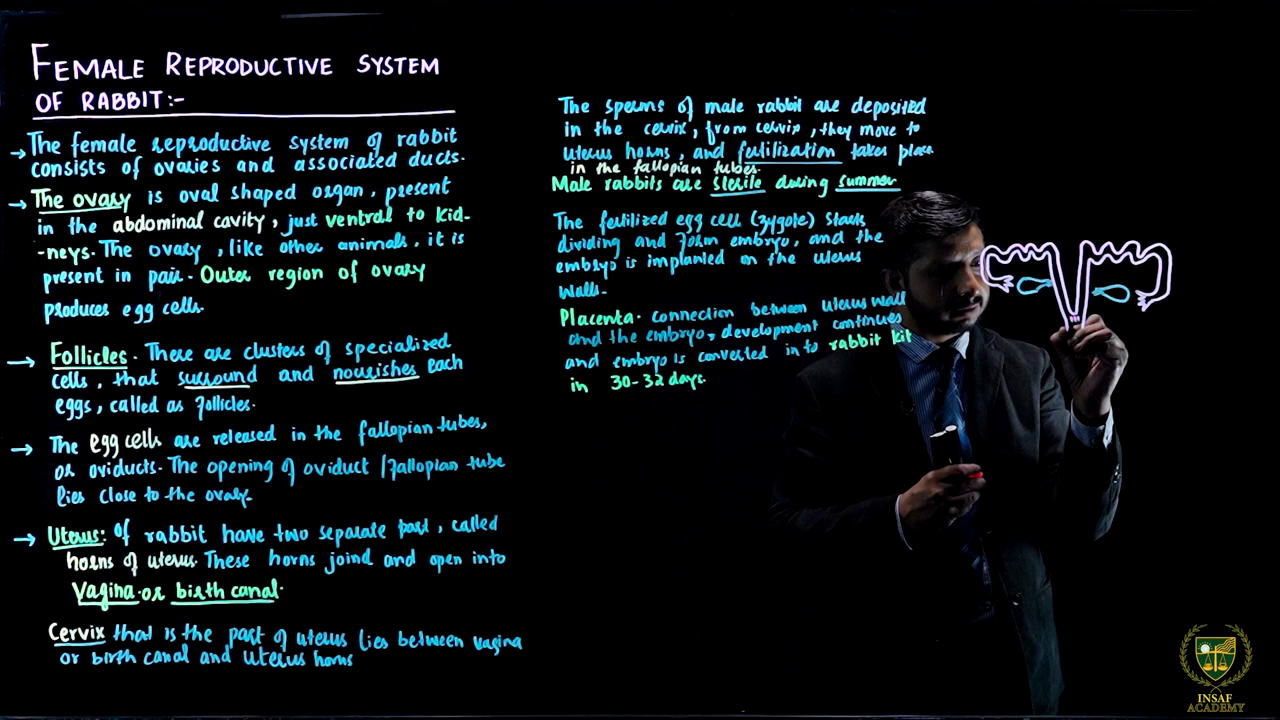 FEMALE REPRODUCTIVE SYSTEM
OF RABBIT:-
→ The female reproductive system of rabbit
consists of ovaries and associated ducts.
→ The ovary is oval shaped organ, present
in the abdominal cavity, just ventral to kid-
-neys. The ovary, like other animals, it is
present in pair. Outer region of ovary
produces egg cells.
→ Follicles. There are clusters of specialized
cells, that surround and nourishes each
eggs, called as follicles.
→ The egg cells are released in the fallopian tubes,
or oviducts. The opening of oviduct/fallopian tube
lies close to the ovary.
→ Uterus: of rabbit have two separate part, called
horns of uterus. These horns joind and open into
Vagina or birth canal.
Cervix that is the part of uterus lies between vagina
or birth canal and uterus horns
The sperms of male rabbit are deposited
in the cervix, from cervix, they move to
uterus horns, and fertilization takes place
in the fallopian tubes.
Male rabbits are sterile during summer
The fertilized egg cell (zygote) starts
dividing and form embryo, and the
embryo is implanted on the uterus
walls.
Placenta. connection between uterus wall
and the embryo, development continues
and embryo is converted into rabbit kit
in 30-32 days.
INSAF
ACADEMY